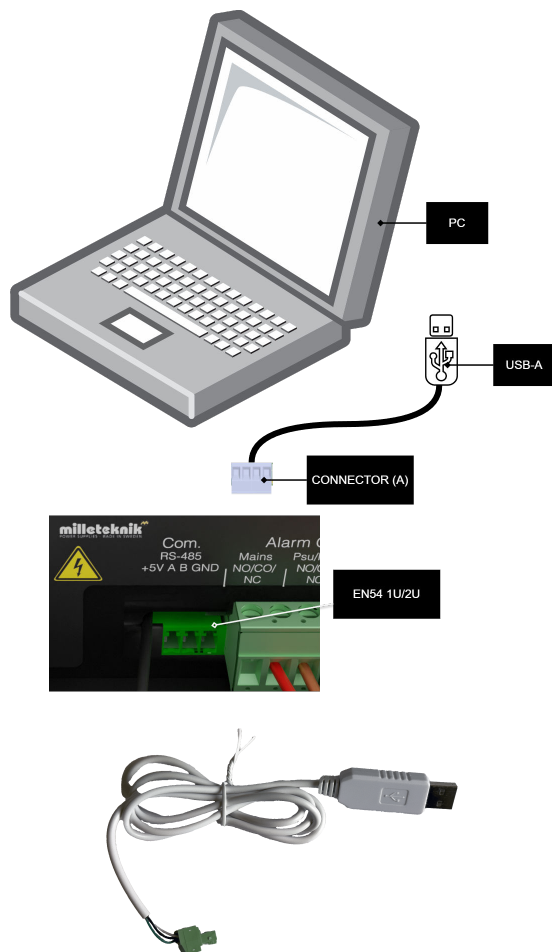 PC
USB-A
CONNECTOR (A)
milleteknik
POWER SUPPLIES - MADE IN SWEDEN
Com.
RS-485
+5V A B GND
Alarm
Mains
NO/CO/
NC
Psu/
NO/
EN54 1U/2U